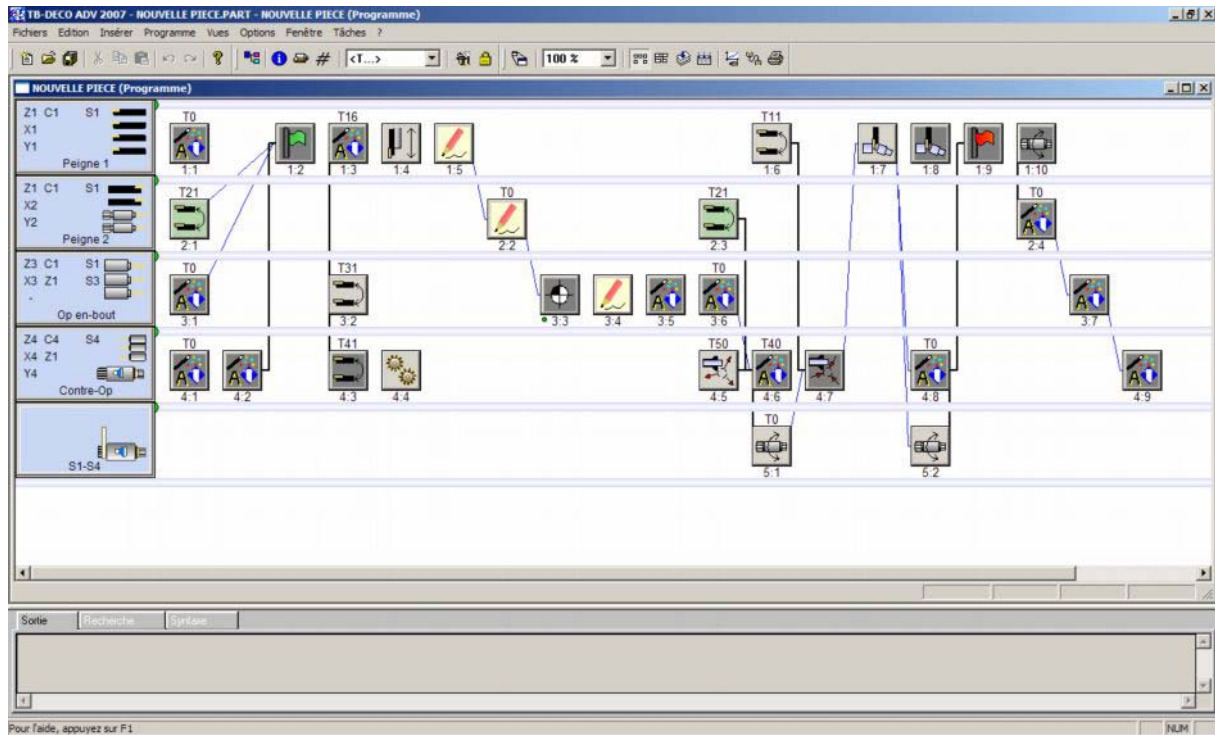 TB-DECO ADV 2007 - NOUVELLE PIECE.PART - NOUVELLE PIECE (Programme)
Fichiers Edition Insérer Programme Vues Options Fenêtre Tâches ?
<T...> 100 %
NOUVELLE PIECE (Programme)
Z1 C1 S1
X1
Y1
Peigne 1
T0 T16 T11
1:1 1:2 1:3 1:4 1:5 1:6 1:7 1:8 1:9 1:10
Z1 C1 S1
X2
Y2
Peigne 2
T21 T0 T21 T0
2:1 2:2 2:3 2:4
Z3 C1 S1
X3 Z1 S3
-
Op en-bout
T0 T31 T0
3:1 3:2 3:3 3:4 3:5 3:6 3:7
Z4 C4 S4
X4 Z1
Y4
Contre-Op
T0 T41 T50 T40 T0
4:1 4:2 4:3 4:4 4:5 4:6 4:7 4:8 4:9
S1-S4
T0
5:1 5:2
Sortie Recherche Syntaxe
Pour l'aide, appuyez sur F1
NUM